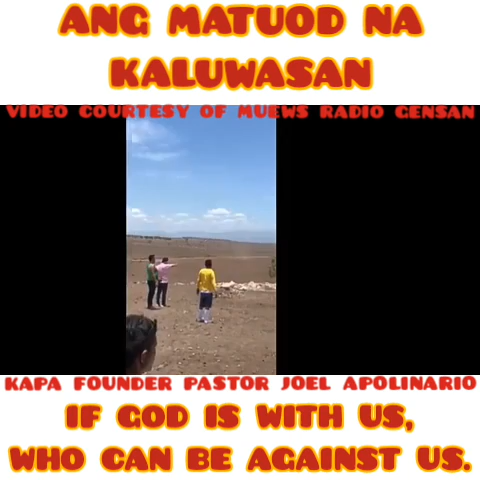 ANG MATUOD NA
KALUWASAN
VIDEO COURTESY OF MUEWS RADIO GENSAN
KAPA FOUNDER PASTOR JOEL APOLINARIO
IF GOD IS WITH US,
WHO CAN BE AGAINST US.